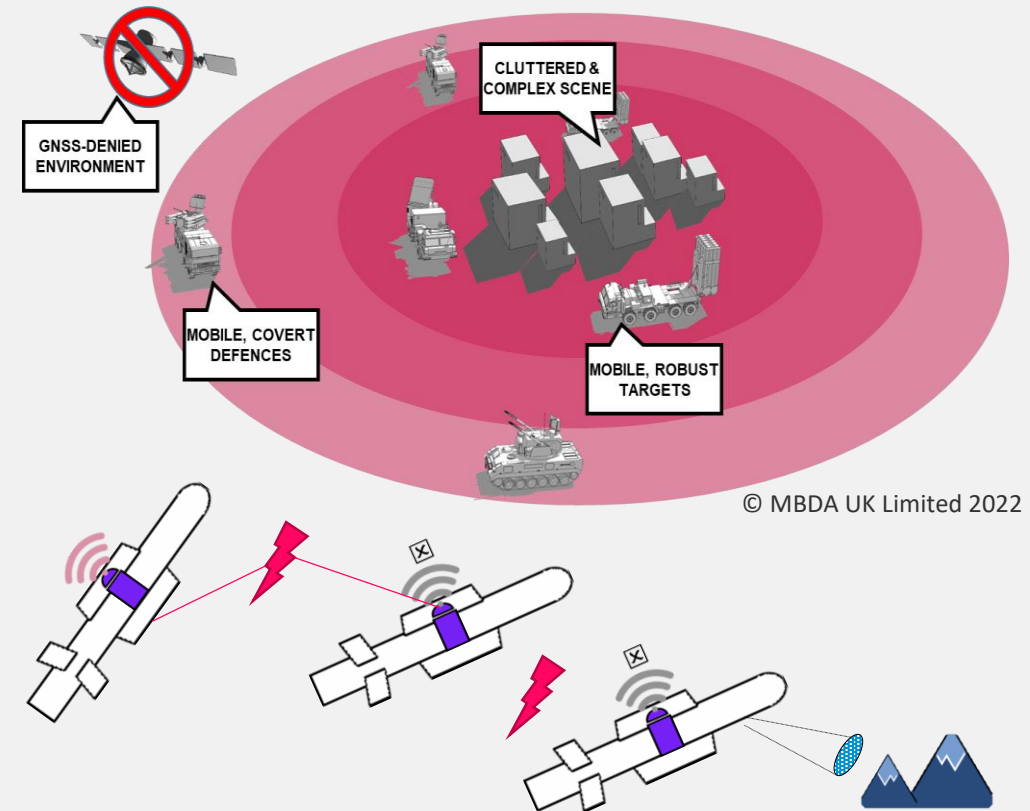 CLUTTERED &
COMPLEX SCENE
GNSS-DENIED
ENVIRONMENT
MOBILE, COVERT
DEFENCES
MOBILE, ROBUST
TARGETS
© MBDA UK Limited 2022